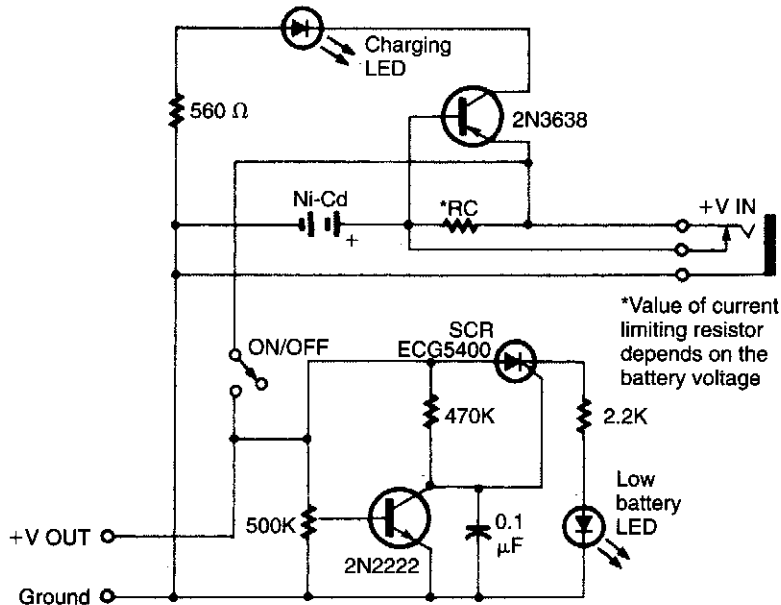 Charging
LED
560 Ω
2N3638
Ni-Cd
+
*RC
+V IN
*Value of current
limiting resistor
depends on the
battery voltage
SCR
ECG5400
ON/OFF
470K
2.2K
Low
battery
LED
500K
0.1
μF
2N2222
+V OUT
Ground